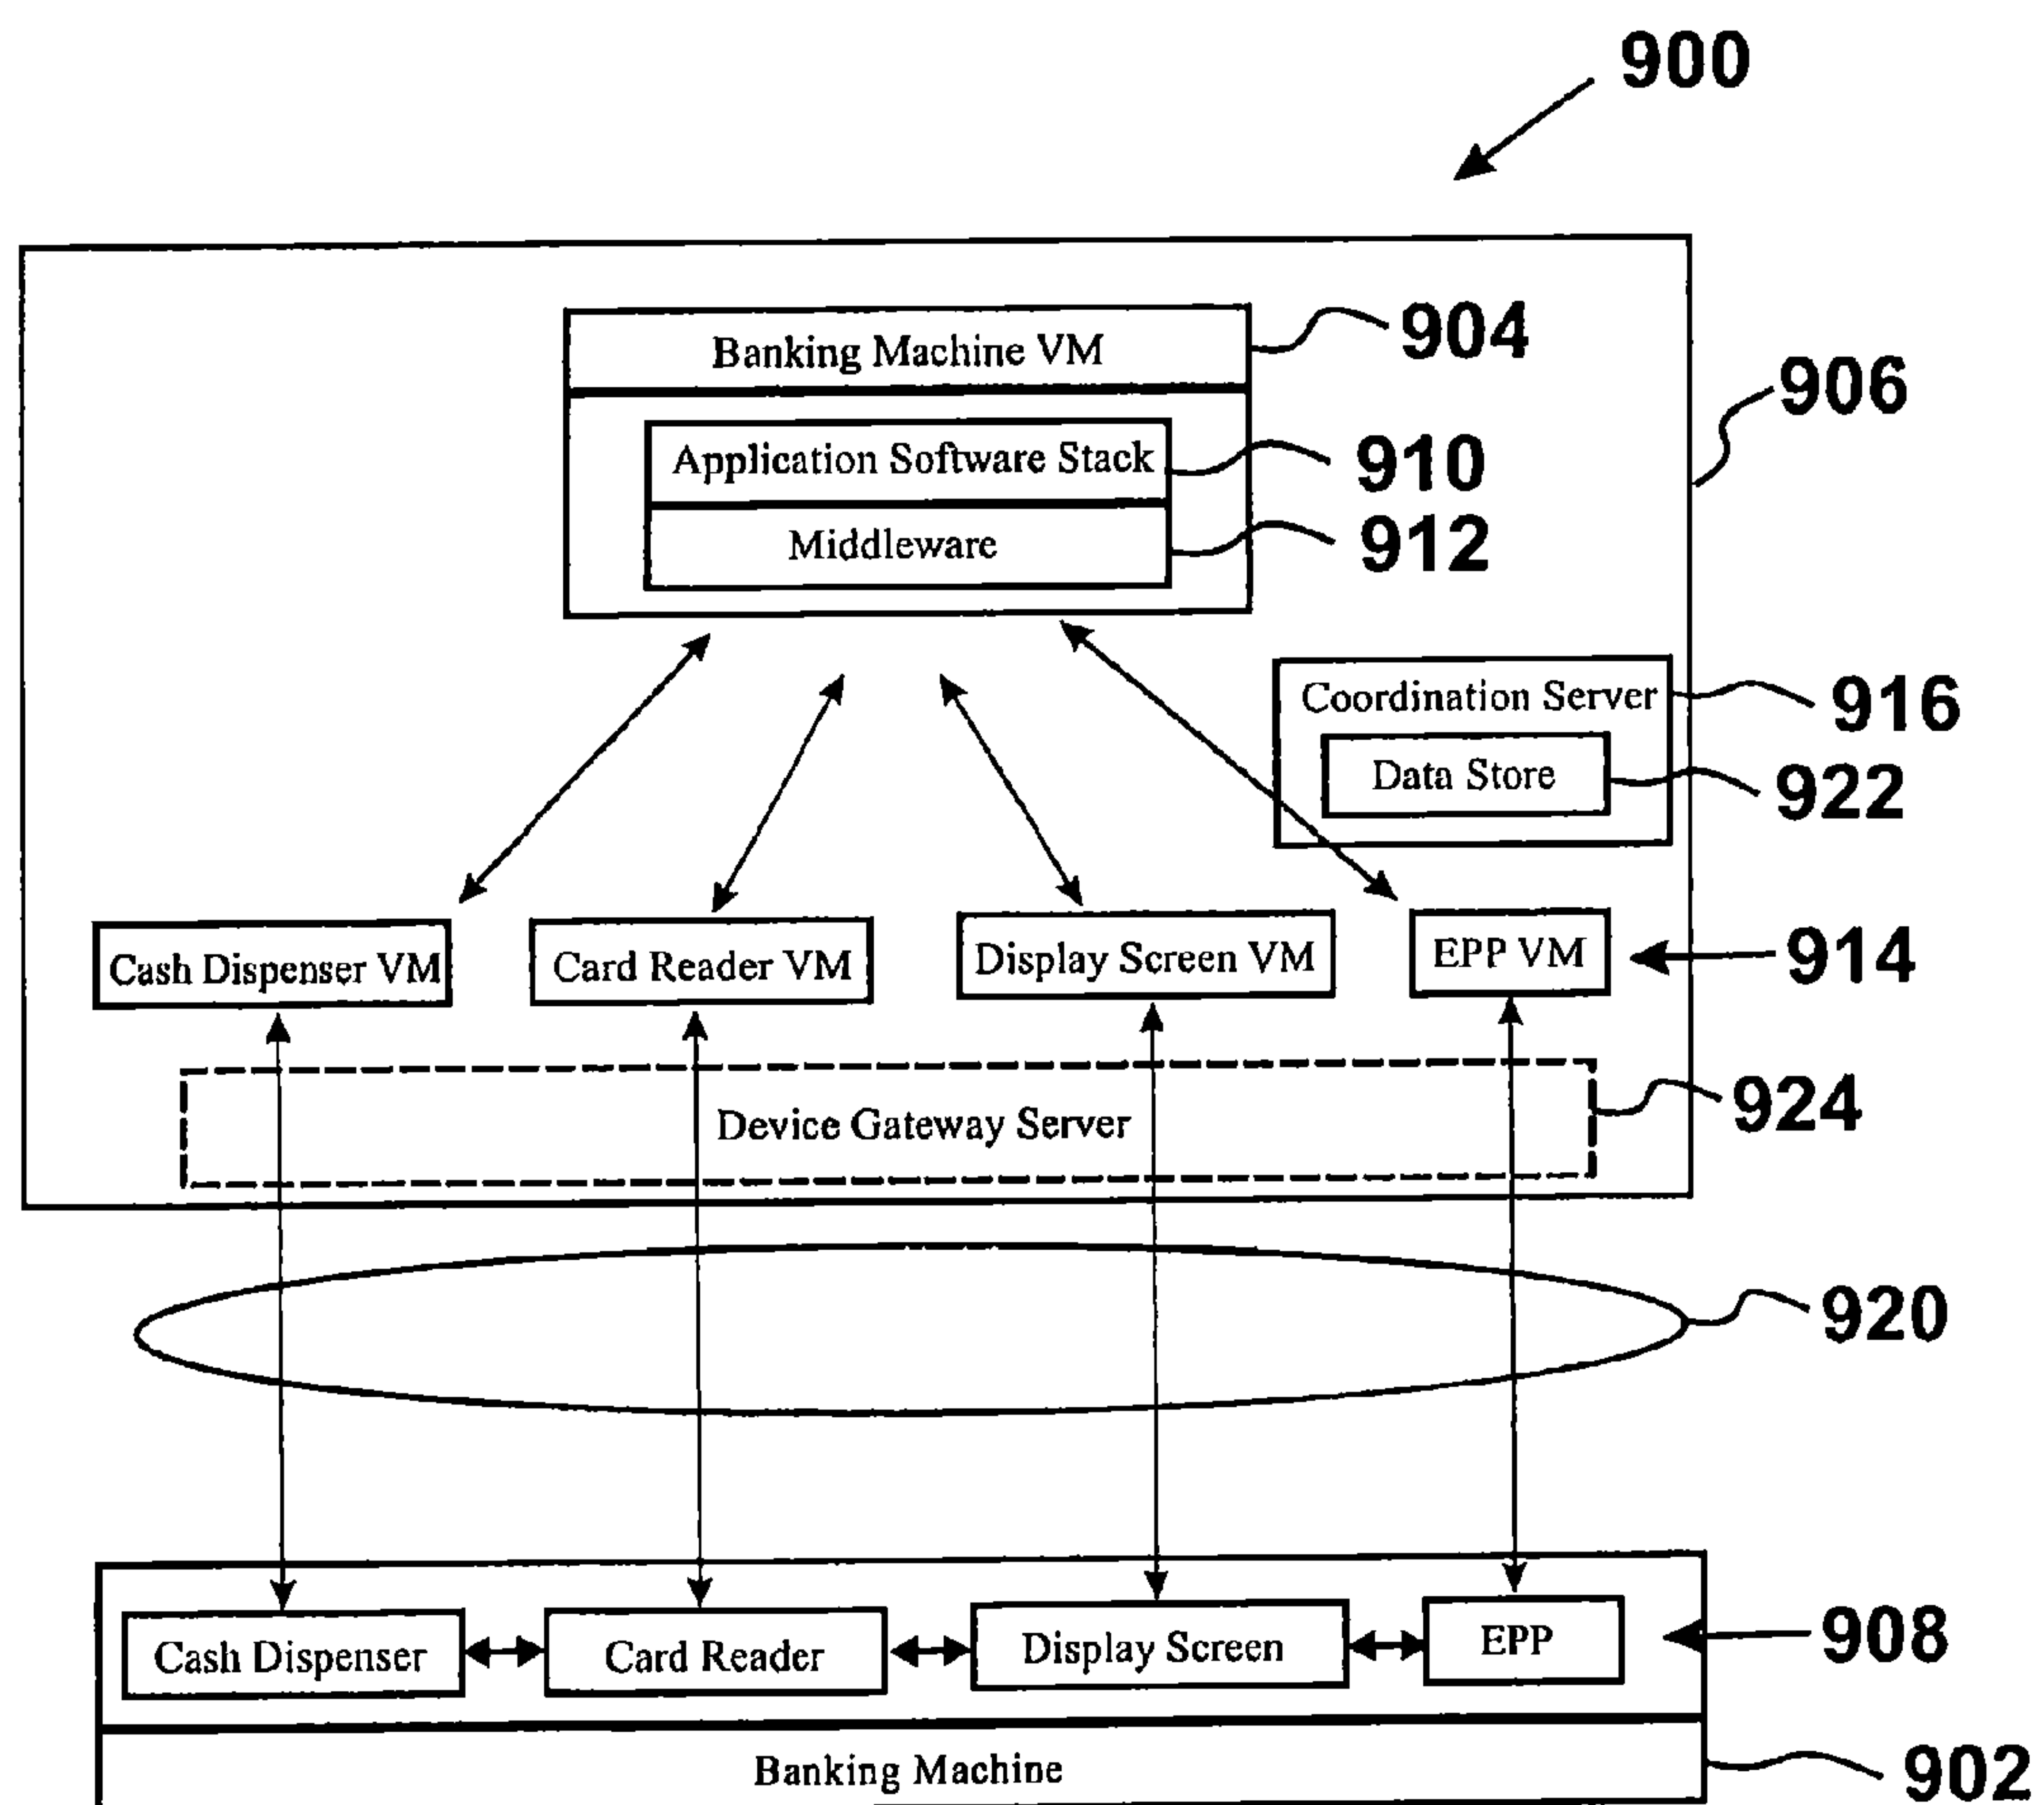 900
Banking Machine VM
904
906
Application Software Stack
910
Middleware
912
Coordination Server
916
Data Store
922
Cash Dispenser VM
Card Reader VM
Display Screen VM
EPP VM
914
Device Gateway Server
924
920
Cash Dispenser
Card Reader
Display Screen
EPP
908
Banking Machine
902